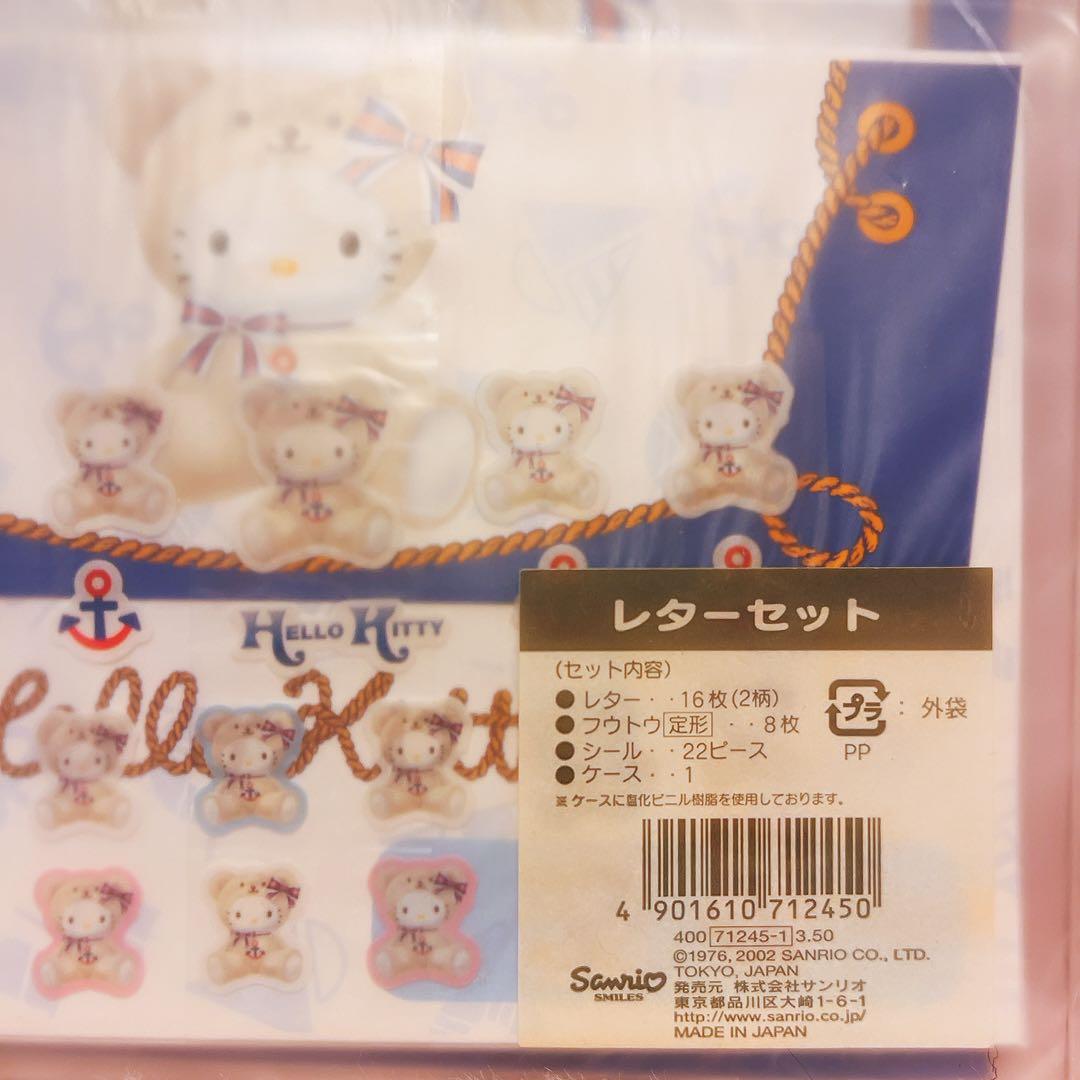 HELLO KITTY
ello Kit
レターセット
(セット内容)
● レター・・16枚(2柄)
● フウトウ 定形 ・・8枚
● シール・・22ピース
● ケース・・1
※ケースに塩化ビニル樹脂を使用しております。
プラ : 外袋
PP
4 901610 712450
400 71245-1 3.50
©1976, 2002 SANRIO CO., LTD.
TOKYO, JAPAN
Sanrio
SMILES
発売元 株式会社サンリオ
東京都品川区大崎1-6-1
http://www.sanrio.co.jp/
MADE IN JAPAN